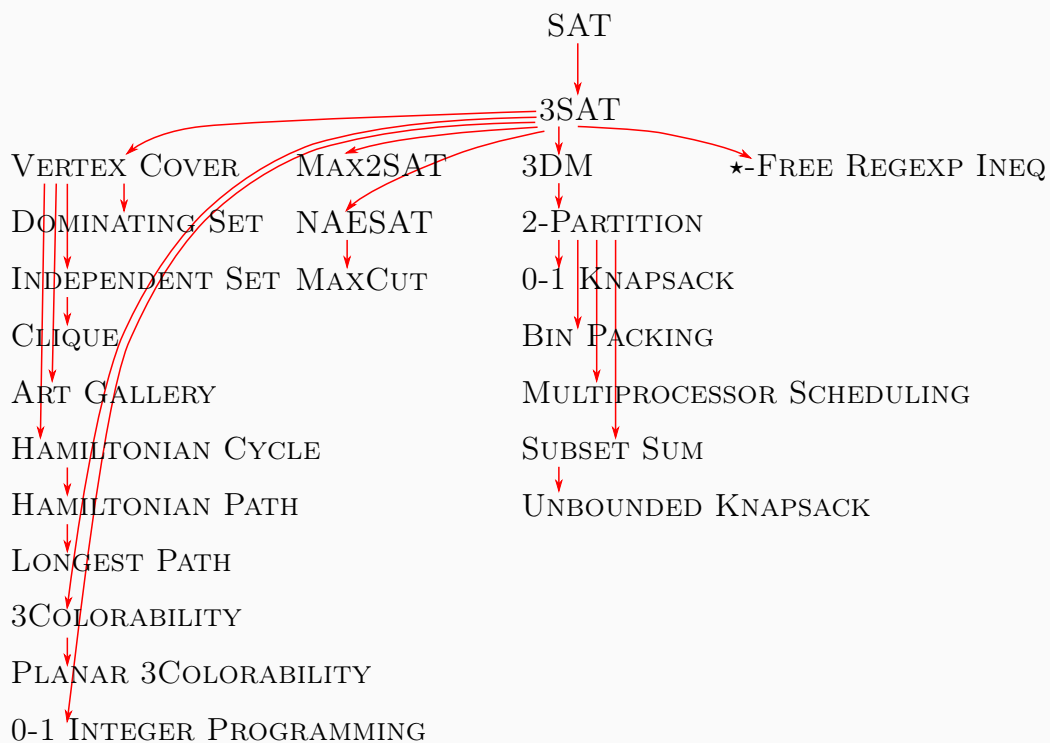 SAT
3SAT
Vertex Cover Max2SAT 3DM ⋆-Free Regexp Ineq
Dominating Set NAESAT 2-Partition
Independent Set MaxCut 0-1 Knapsack
Clique Bin Packing
Art Gallery Multiprocessor Scheduling
Hamiltonian Cycle Subset Sum
Hamiltonian Path Unbounded Knapsack
Longest Path
3Colorability
Planar 3Colorability
0-1 Integer Programming